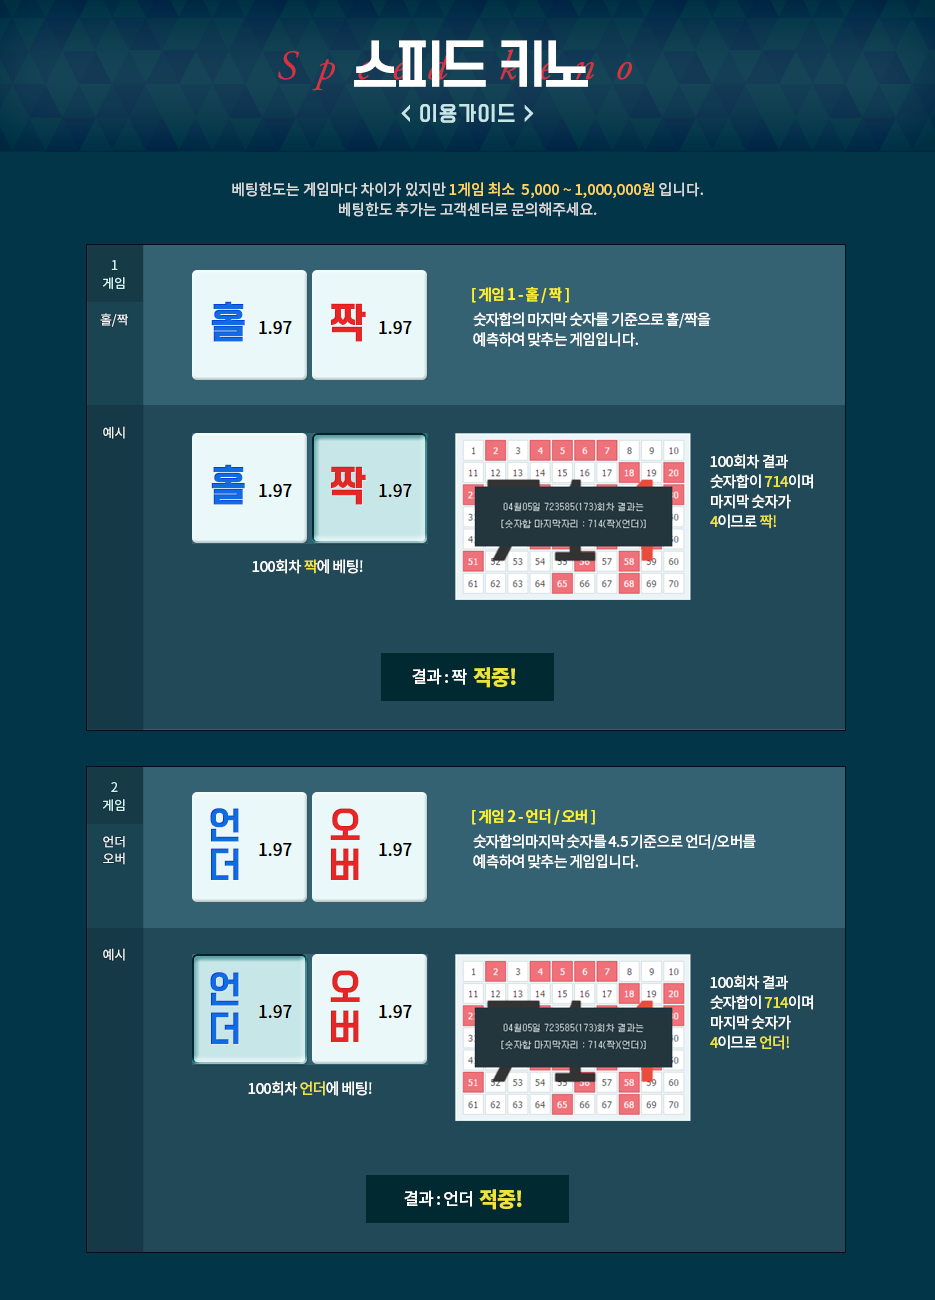 Speed keno
스피드 키노
< 이용가이드 >
베팅한도는 게임마다 차이가 있지만 1게임 최소 5,000 ~ 1,000,000원 입니다.
베팅한도 추가는 고객센터로 문의해주세요.
1
게임
홀/짝
홀 1.97
짝 1.97
[ 게임 1 - 홀 / 짝 ]
숫자합의 마지막 숫자를 기준으로 홀/짝을
예측하여 맞추는 게임입니다.
예시
홀 1.97
짝 1.97
100회차 짝에 베팅!
1 2 3 4 5 6 7 8 9 10
11 12 13 14 15 16 17 18 19 20
04월05일 723585(173)회차 결과는
[숫자합 마지막자리 : 714(짝)(언더)]
51 52 53 54 55 56 57 58 59 60
61 62 63 64 65 66 67 68 69 70
100회차 결과
숫자합이 714이며
마지막 숫자가
4이므로 짝!
결과 : 짝 적중!
2
게임
언더
오버
언더 1.97
오버 1.97
[ 게임 2 - 언더 / 오버 ]
숫자합의마지막 숫자를 4.5 기준으로 언더/오버를
예측하여 맞추는 게임입니다.
예시
언더 1.97
오버 1.97
100회차 언더에 베팅!
1 2 3 4 5 6 7 8 9 10
11 12 13 14 15 16 17 18 19 20
04월05일 723585(173)회차 결과는
[숫자합 마지막자리 : 714(짝)(언더)]
51 52 53 54 55 56 57 58 59 60
61 62 63 64 65 66 67 68 69 70
100회차 결과
숫자합이 714이며
마지막 숫자가
4이므로 언더!
결과 : 언더 적중!